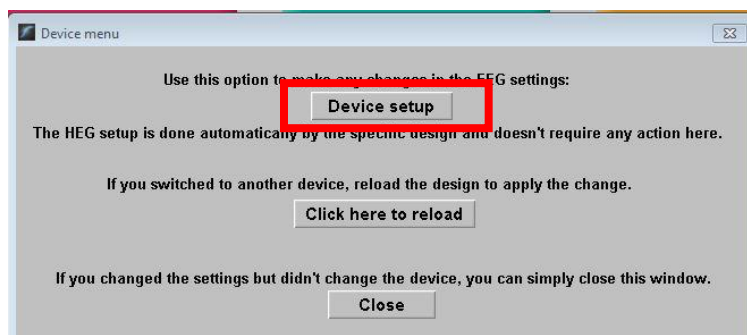 Device menu
Use this option to make any changes in the EEG settings:
Device setup
The HEG setup is done automatically by the specific design and doesn't require any action here.
If you switched to another device, reload the design to apply the change.
Click here to reload
If you changed the settings but didn't change the device, you can simply close this window.
Close